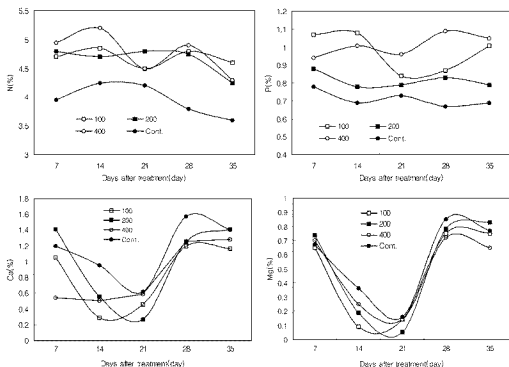 5.5
5
4.5
4
3.5
3
N(%)
100 200
400 Cont.
7 14 21 28 35
Days after treatment(day)
1.2
1.1
1
0.9
0.8
0.7
0.6
0.5
0.4
P(%)
100 200
400 Cont.
7 14 21 28 35
Days after treatment(day)
1.8
1.6
1.4
1.2
1
0.8
0.6
0.4
0.2
0
Ca(%)
100
200
400
Cont.
7 14 21 28 35
Days after treatment(day)
1
0.9
0.8
0.7
0.6
0.5
0.4
0.3
0.2
0.1
0
Mg(%)
100
200
400
Cont.
7 14 21 28 35
Days after treatment(day)